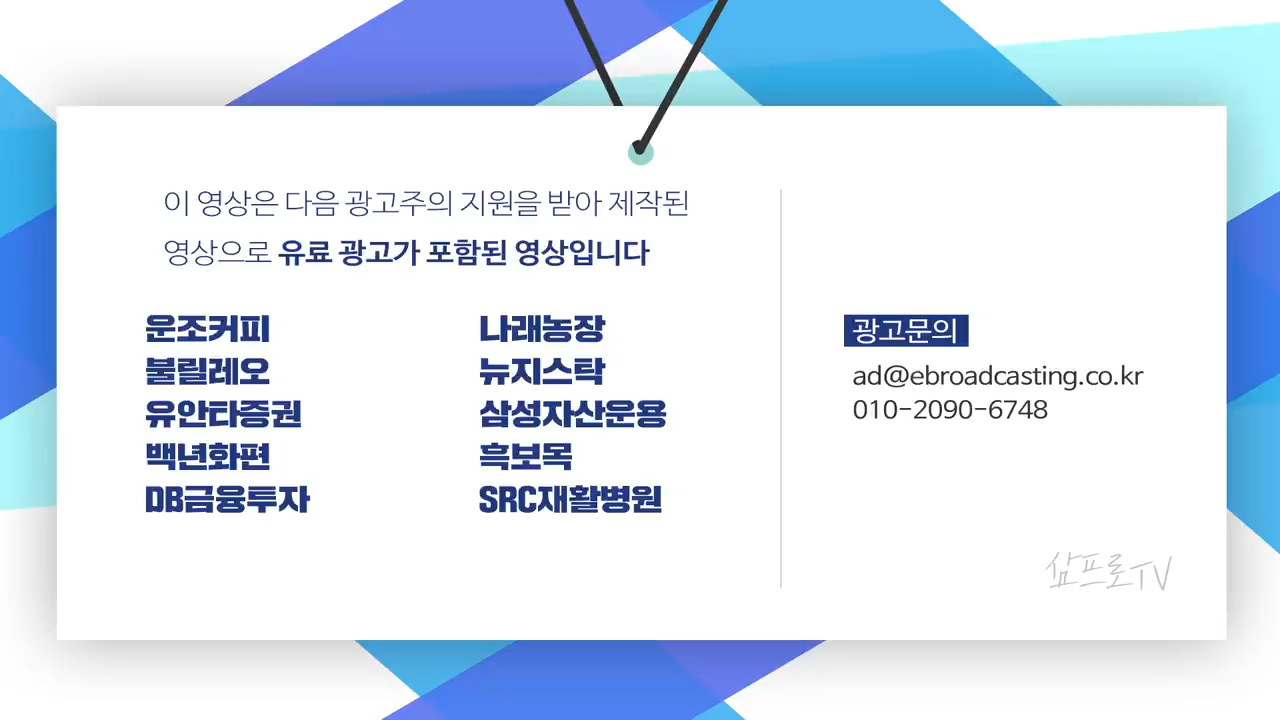 이 영상은 다음 광고주의 지원을 받아 제작된
영상으로 유료 광고가 포함된 영상입니다
운조커피
불릴레오
유안타증권
백년화편
DB금융투자
나래농장
뉴지스탁
삼성자산운용
흑보목
SRC재활병원
광고문의
ad@ebroadcasting.co.kr
010-2090-6748
삼프로TV